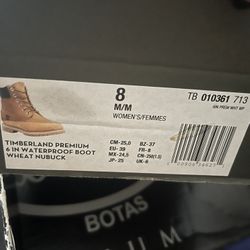 8
M/M
WOMEN'S/FEMMES
TB 010361 713
TIMBERLAND PREMIUM
6 IN WATERPROOF BOOT
WHEAT NUBUCK
CM-25,0 BZ-37
EU-39 FR-8
MX-24,5 CN-250(1.5)
JP-25 UK-6
BOTAS